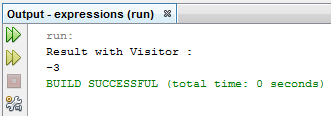 Output - expressions (run)
run:
Result with Visitor :
-3
BUILD SUCCESSFUL (total time: 0 seconds)